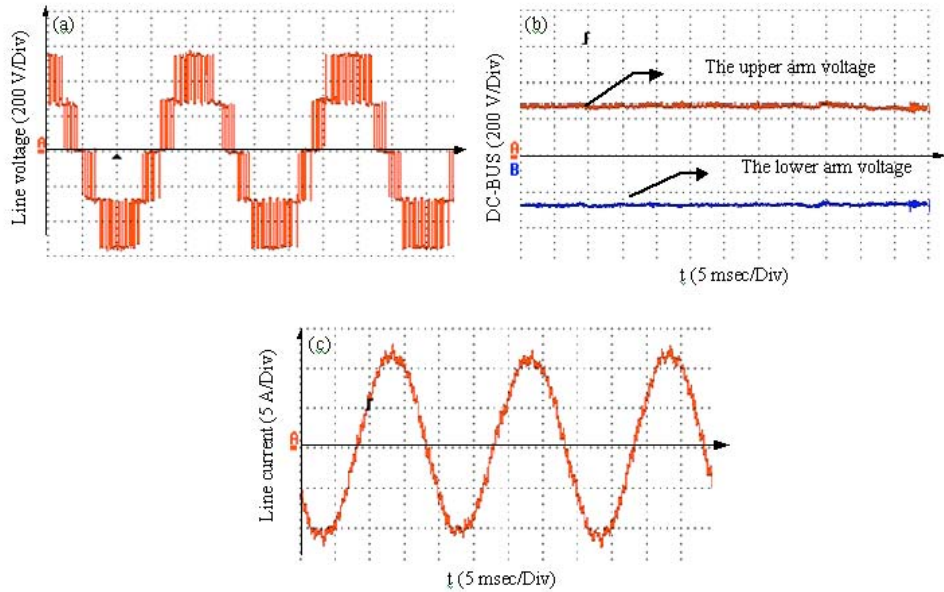 (a)
Line voltage (200 V/Div)
A
(b)
The upper arm voltage
DC-BUS (200 V/Div)
A
B
The lower arm voltage
t (5 msec/Div)
(c)
Line current (5 A/Div)
A
t (5 msec/Div)